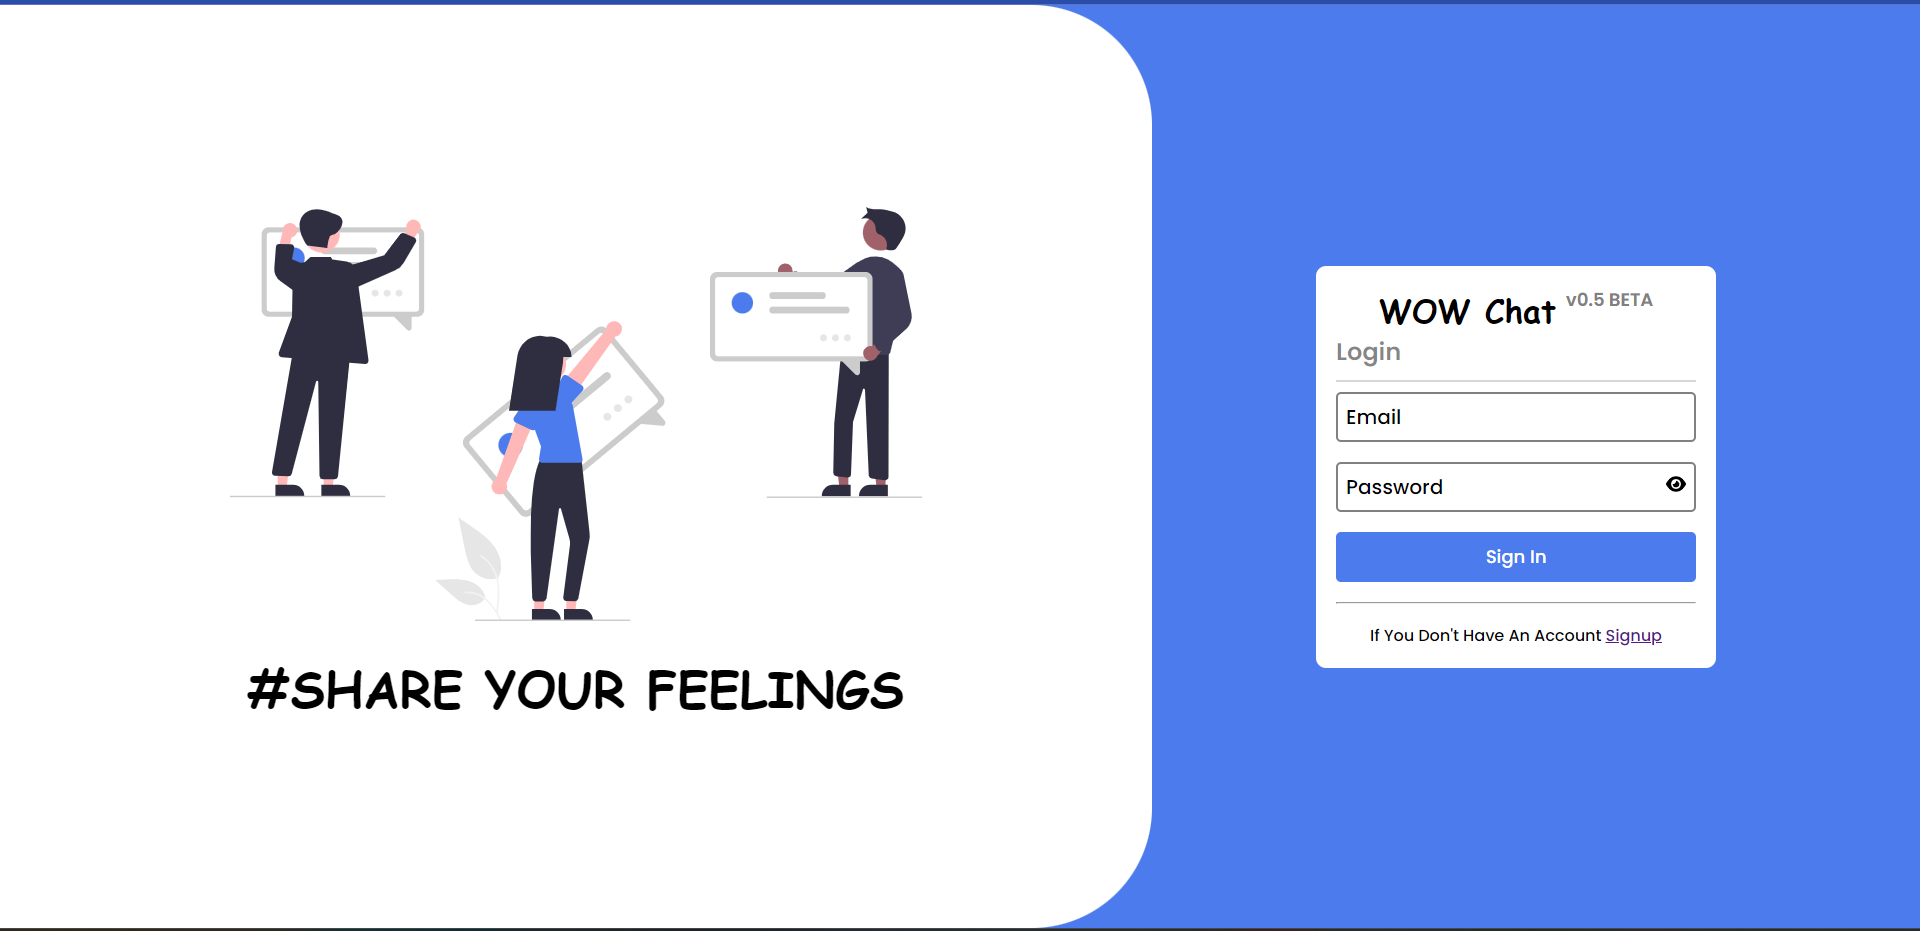 #SHARE YOUR FEELINGS
WOW Chat v0.5 BETA
Login
Email
Password
Sign In
If You Don't Have An Account Signup